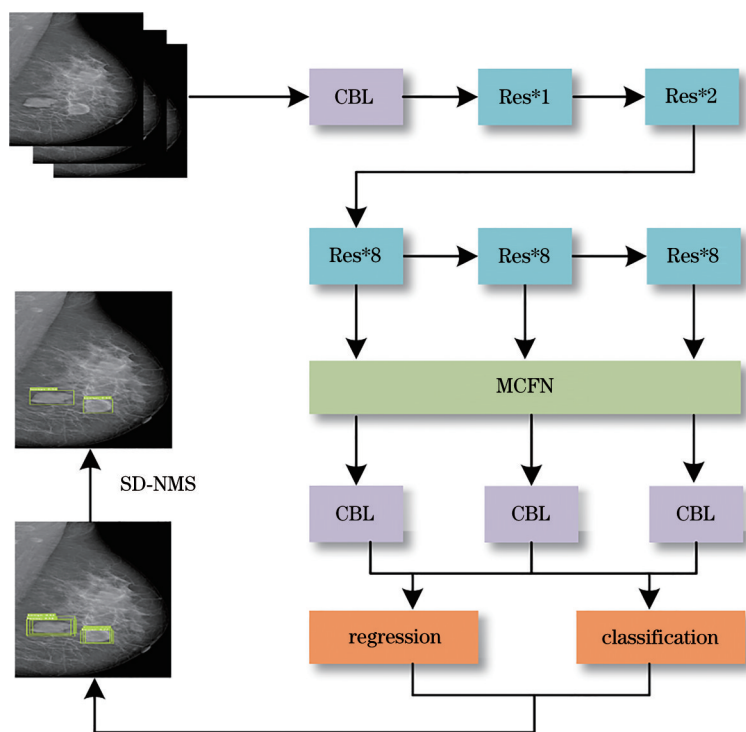 CBL
Res*1
Res*2
Res*8
Res*8
Res*8
MCFN
SD-NMS
CBL
CBL
CBL
regression
classification